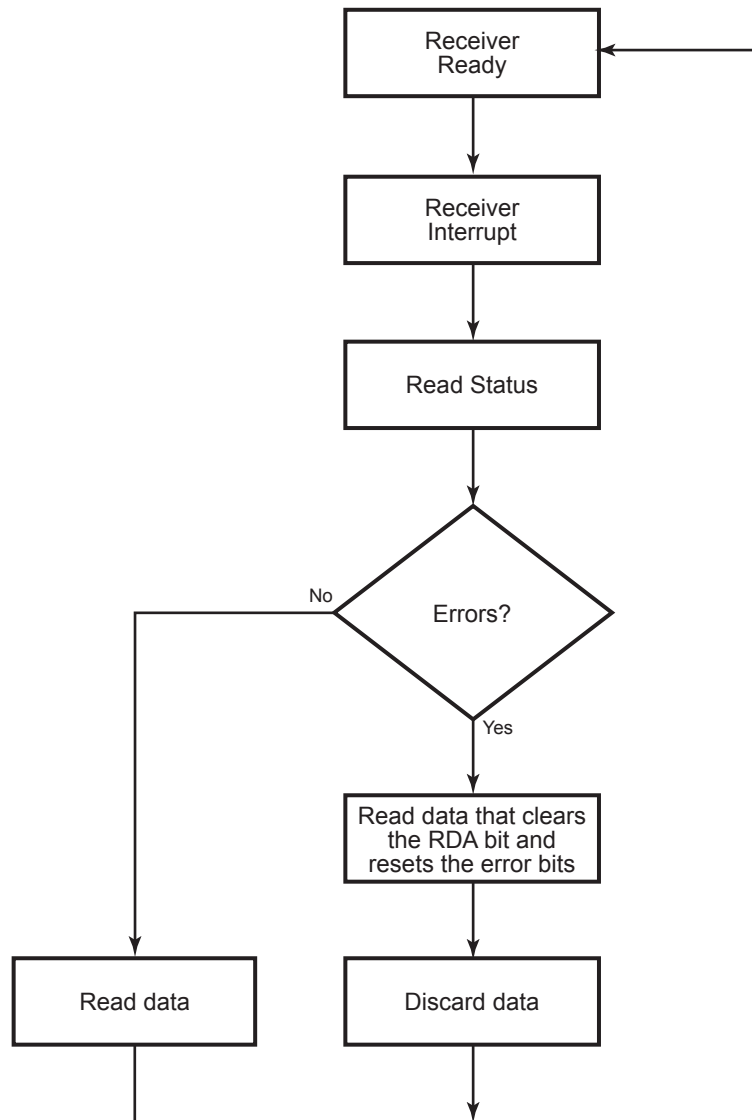 Receiver
Ready
Receiver
Interrupt
Read Status
Errors?
No
Yes
Read data that clears
the RDA bit and
resets the error bits
Read data
Discard data